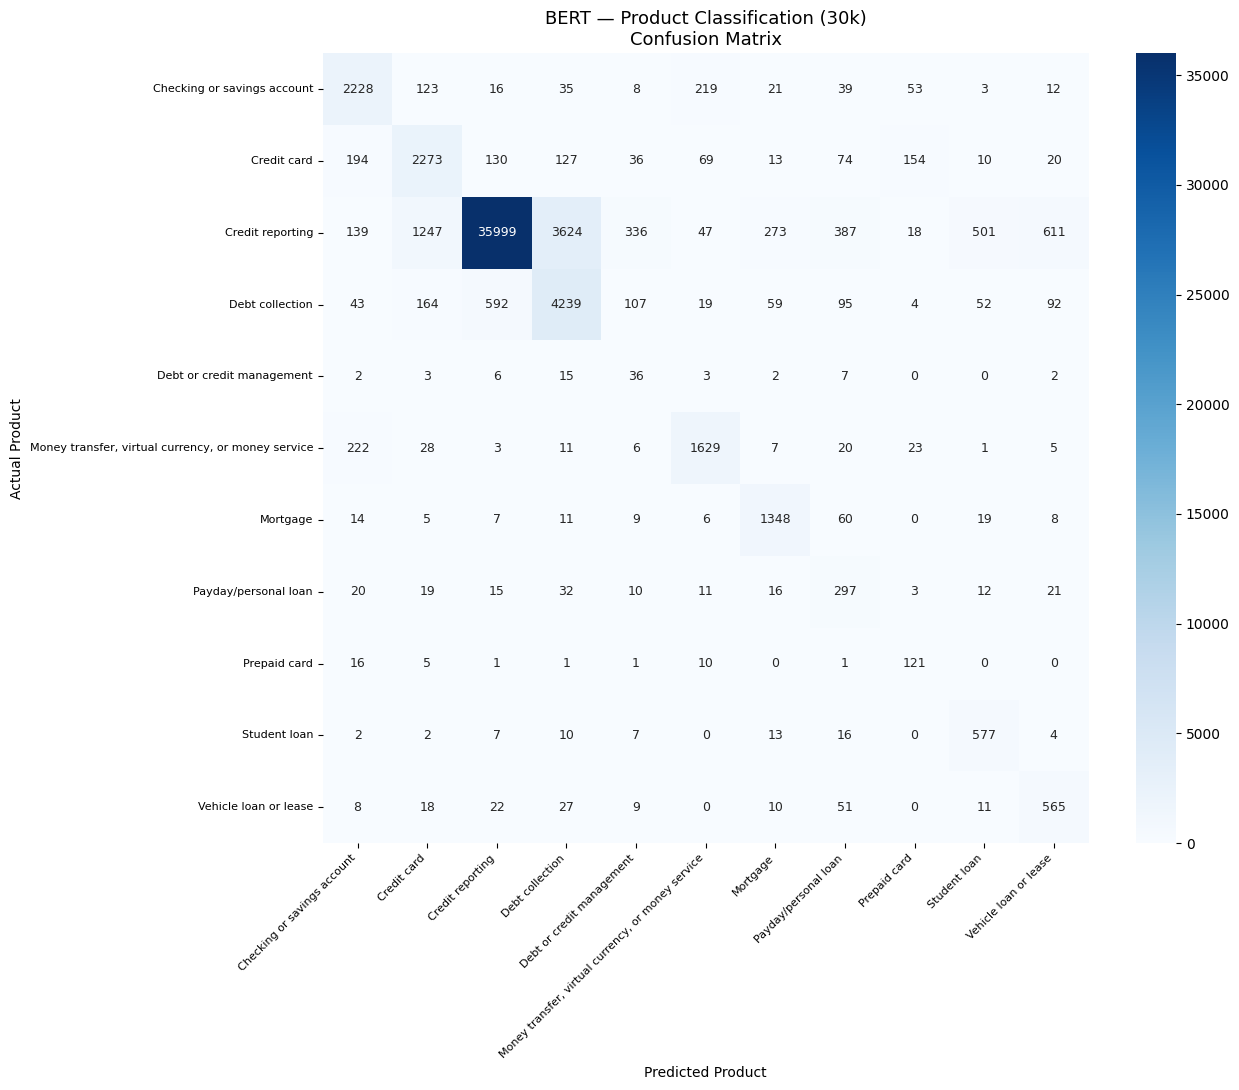 BERT — Product Classification (30k)
Confusion Matrix
Actual Product
Checking or savings account 2228 123 16 35 8 219 21 39 53 3 12
Credit card 194 2273 130 127 36 69 13 74 154 10 20
Credit reporting 139 1247 35999 3624 336 47 273 387 18 501 611
Debt collection 43 164 592 4239 107 19 59 95 4 52 92
Debt or credit management 2 3 6 15 36 3 2 7 0 0 2
Money transfer, virtual currency, or money service 222 28 3 11 6 1629 7 20 23 1 5
Mortgage 14 5 7 11 9 6 1348 60 0 19 8
Payday/personal loan 20 19 15 32 10 11 16 297 3 12 21
Prepaid card 16 5 1 1 1 10 0 1 121 0 0
Student loan 2 2 7 10 7 0 13 16 0 577 4
Vehicle loan or lease 8 18 22 27 9 0 10 51 0 11 565
Checking or savings account
Credit card
Credit reporting
Debt collection
Debt or credit management
Money transfer, virtual currency, or money service
Mortgage
Payday/personal loan
Prepaid card
Student loan
Vehicle loan or lease
Predicted Product
35000
30000
25000
20000
15000
10000
5000
0